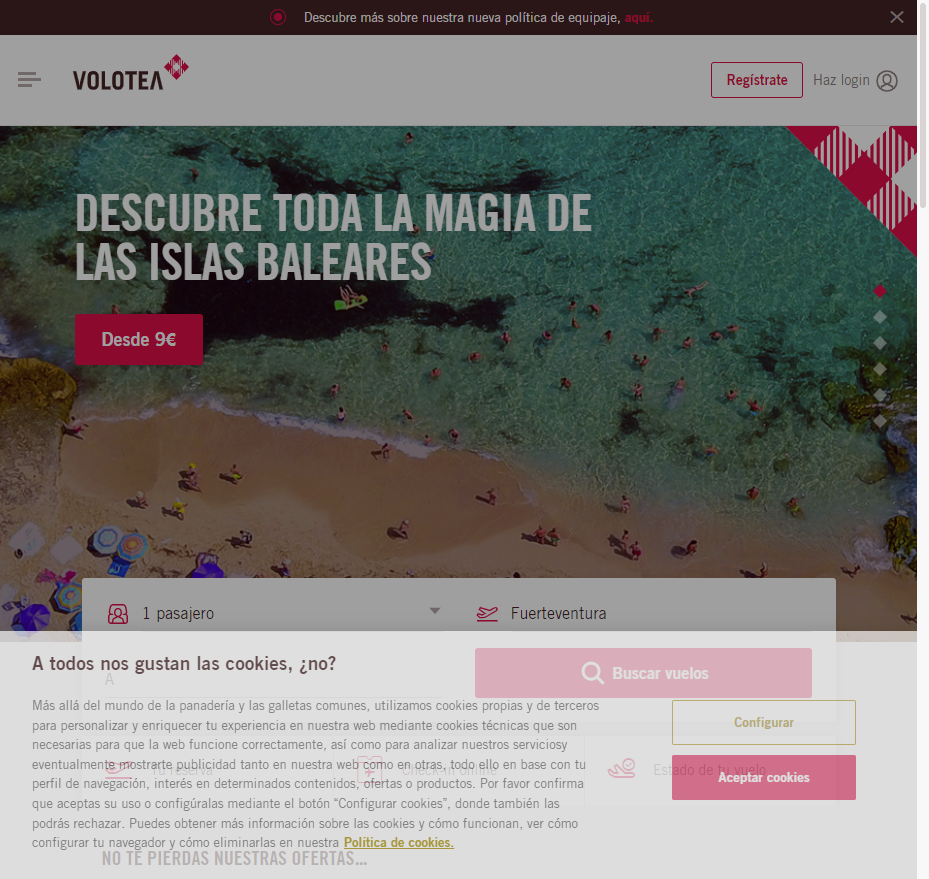 Descubre más sobre nuestra nueva política de equipaje, aquí.
VOLOTEA
Regístrate
Haz login
DESCUBRE TODA LA MAGIA DE
LAS ISLAS BALEARES
Desde 9€
1 pasajero
Fuerteventura
A
Buscar vuelos
A todos nos gustan las cookies, ¿no?
Más allá del mundo de la panadería y las galletas comunes, utilizamos cookies propias y de terceros
para personalizar y enriquecer tu experiencia en nuestra web mediante cookies técnicas que son
necesarias para que la web funcione correctamente, así como para analizar nuestros serviciosy
eventualmente mostrarte publicidad tanto en nuestra web como en otras, todo ello en base con tu
perfil de navegación, interés en determinados contenidos, ofertas o productos. Por favor confirma
que aceptas su uso o configúralas mediante el botón “Configurar cookies”, donde también las
podrás rechazar. Puedes obtener más información sobre las cookies y cómo funcionan, ver cómo
configurar tu navegador y cómo eliminarlas en nuestra Política de cookies.
Configurar
Aceptar cookies
Tu reserva
Check-in online
Estado de tu vuelo
NO TE PIERDAS NUESTRAS OFERTAS...